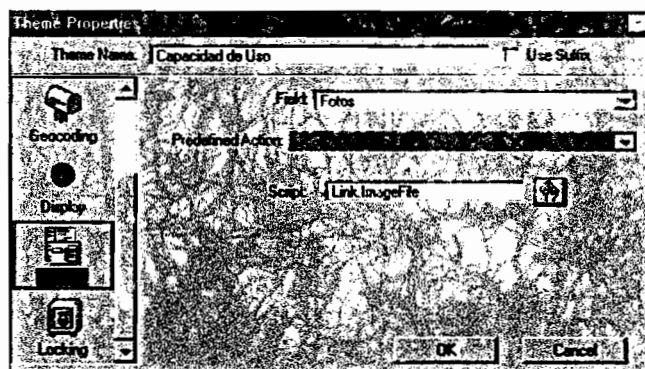 Theme Properties
Theme Name: Capacidad de Uso Use Suffix
Geocoding
Field: Fotos
Predefined Action:
Display
Script: Link.ImageFile
Locking
OK Cancel